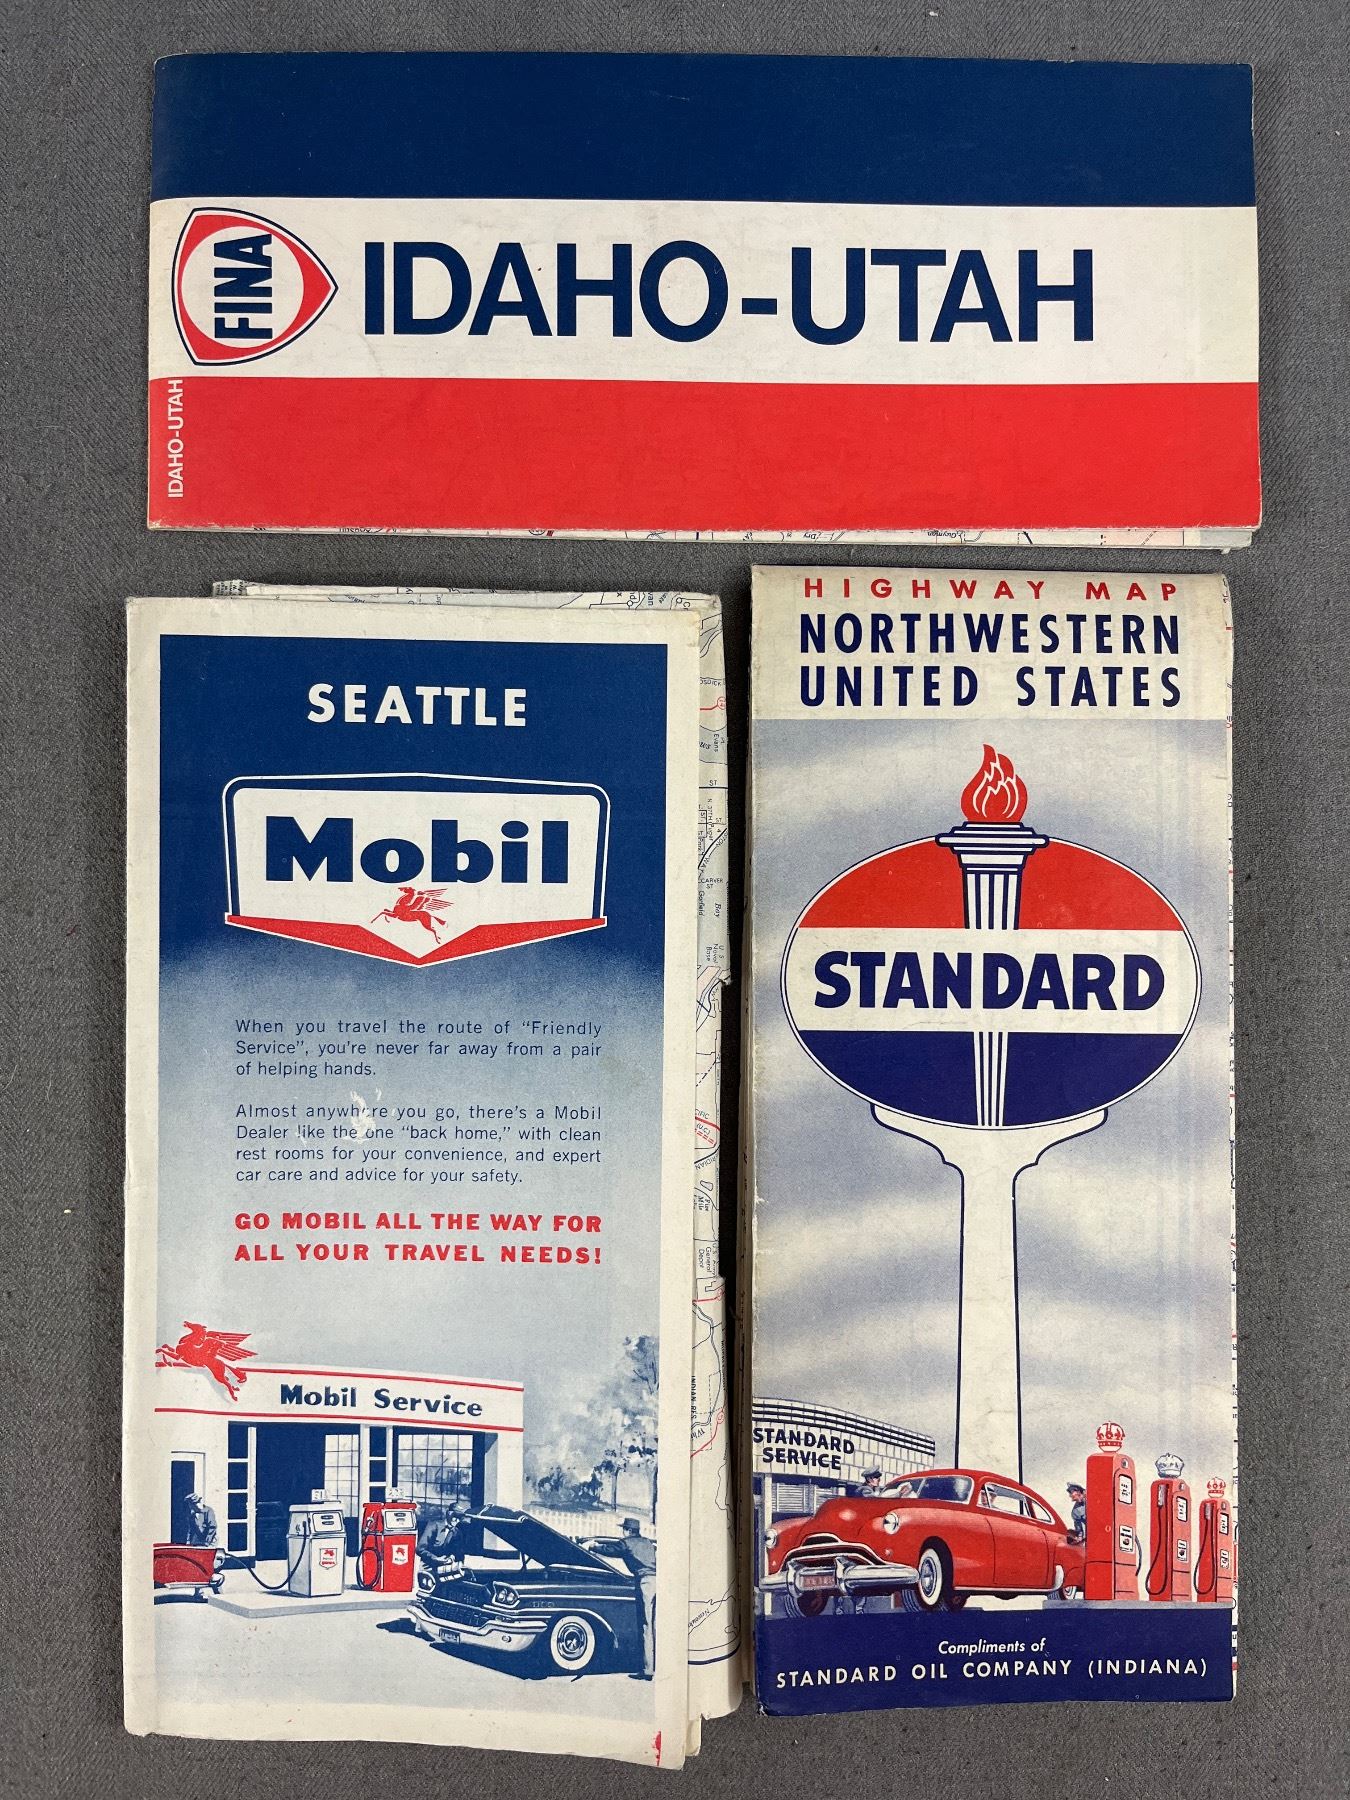 FINA
IDAHO-UTAH
IDAHO-UTAH
SEATTLE
Mobil
When you travel the route of "Friendly
Service", you're never far away from a pair
of helping hands.
Almost anywhere you go, there's a Mobil
Dealer like the one "back home," with clean
rest rooms for your convenience, and expert
car care and advice for your safety.
GO MOBIL ALL THE WAY FOR
ALL YOUR TRAVEL NEEDS!
Mobil Service
HIGHWAY MAP
NORTHWESTERN
UNITED STATES
STANDARD
STANDARD
SERVICE
Compliments of
STANDARD OIL COMPANY (INDIANA)